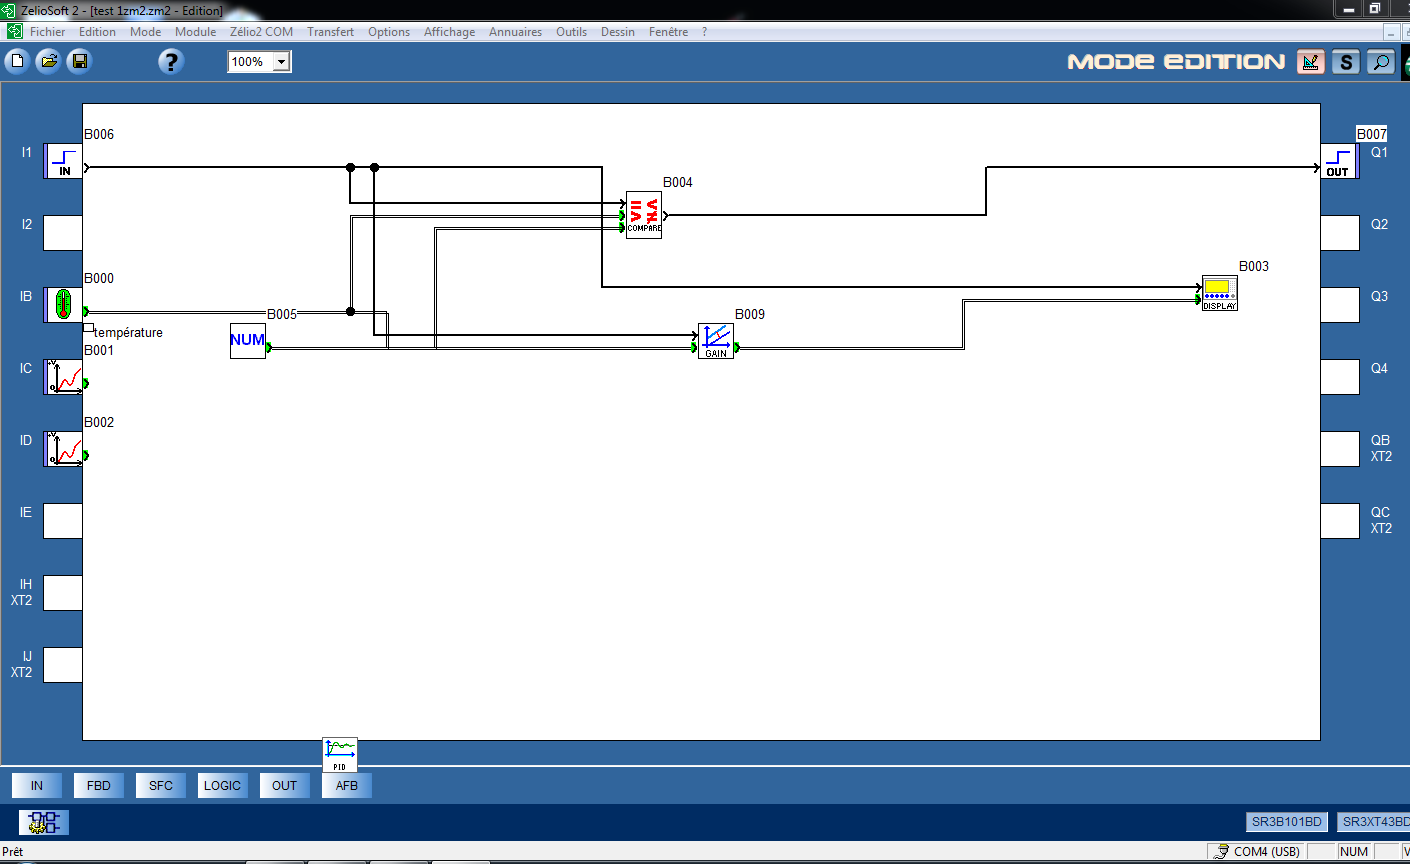 ZelioSoft 2 - [test 1zm2.zm2 - Edition]
Fichier Edition Mode Module Zélio2 COM Transfert Options Affichage Annuaires Outils Dessin Fenêtre ?
? 100% MODE EDITION S
B006 B007
I1 IN OUT Q1
B004
I2 COMPARE Q2
B000 B003
IB DISPLAY Q3
B005 B009
température
NUM GAIN
B001
IC Q4
B002
ID QB
XT2
IE QC
XT2
IH
XT2
IJ
XT2
PID
IN FBD SFC LOGIC OUT AFB
SR3B101BD SR3XT43BD
Prêt COM4 (USB) NUM V